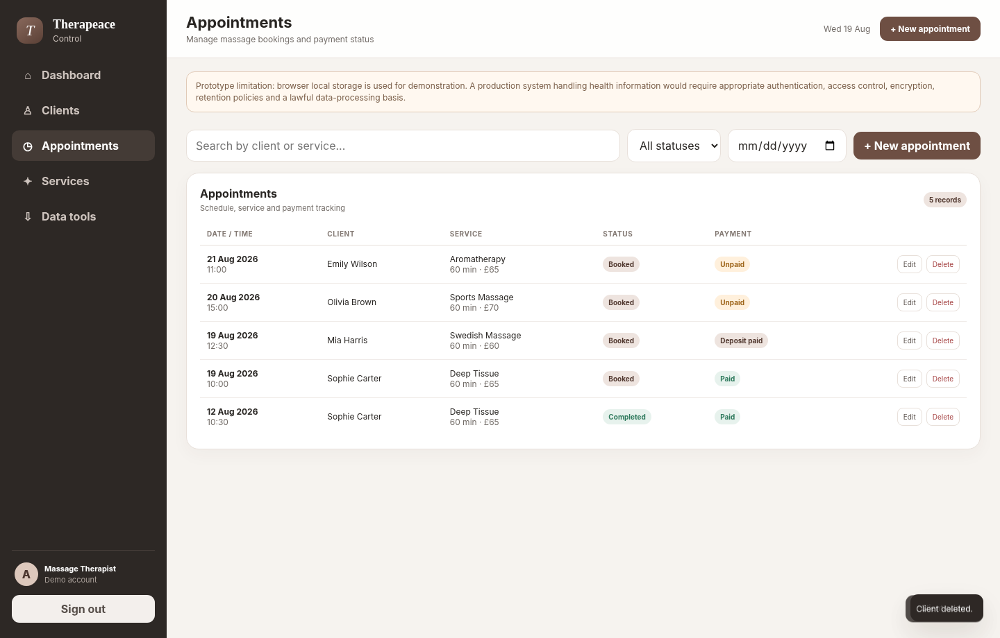 T
Therapeace
Control
Dashboard
Clients
Appointments
Services
Data tools
A
Massage Therapist
Demo account
Sign out
Appointments
Manage massage bookings and payment status
Wed 19 Aug
+ New appointment
Prototype limitation: browser local storage is used for demonstration. A production system handling health information would require appropriate authentication, access control, encryption,
retention policies and a lawful data-processing basis.
Search by client or service...
All statuses
mm/dd/yyyy
+ New appointment
Appointments
Schedule, service and payment tracking
5 records
DATE / TIME CLIENT SERVICE STATUS PAYMENT
21 Aug 2026
11:00
Emily Wilson
Aromatherapy
60 min · £65
Booked
Unpaid
Edit
Delete
20 Aug 2026
15:00
Olivia Brown
Sports Massage
60 min · £70
Booked
Unpaid
Edit
Delete
19 Aug 2026
12:30
Mia Harris
Swedish Massage
60 min · £60
Booked
Deposit paid
Edit
Delete
19 Aug 2026
10:00
Sophie Carter
Deep Tissue
60 min · £65
Booked
Paid
Edit
Delete
12 Aug 2026
10:30
Sophie Carter
Deep Tissue
60 min · £65
Completed
Paid
Edit
Delete
Client deleted.